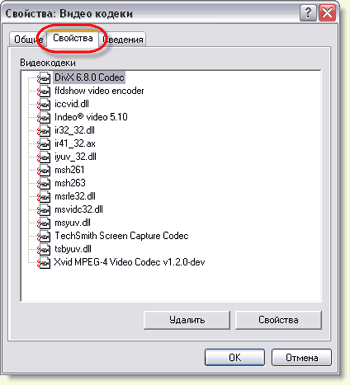 Свойства: Видео кодеки
Общие Свойства Сведения
Видеокодеки
DivX 6.8.0 Codec
ffdshow video encoder
iccvid.dll
Indeo® video 5.10
ir32_32.dll
ir41_32.ax
iyuv_32.dll
msh261
msh263
msrle32.dll
msvidc32.dll
msyuv.dll
TechSmith Screen Capture Codec
tsbyuv.dll
Xvid MPEG-4 Video Codec v1.2.0-dev
Удалить Свойства
OK Отмена